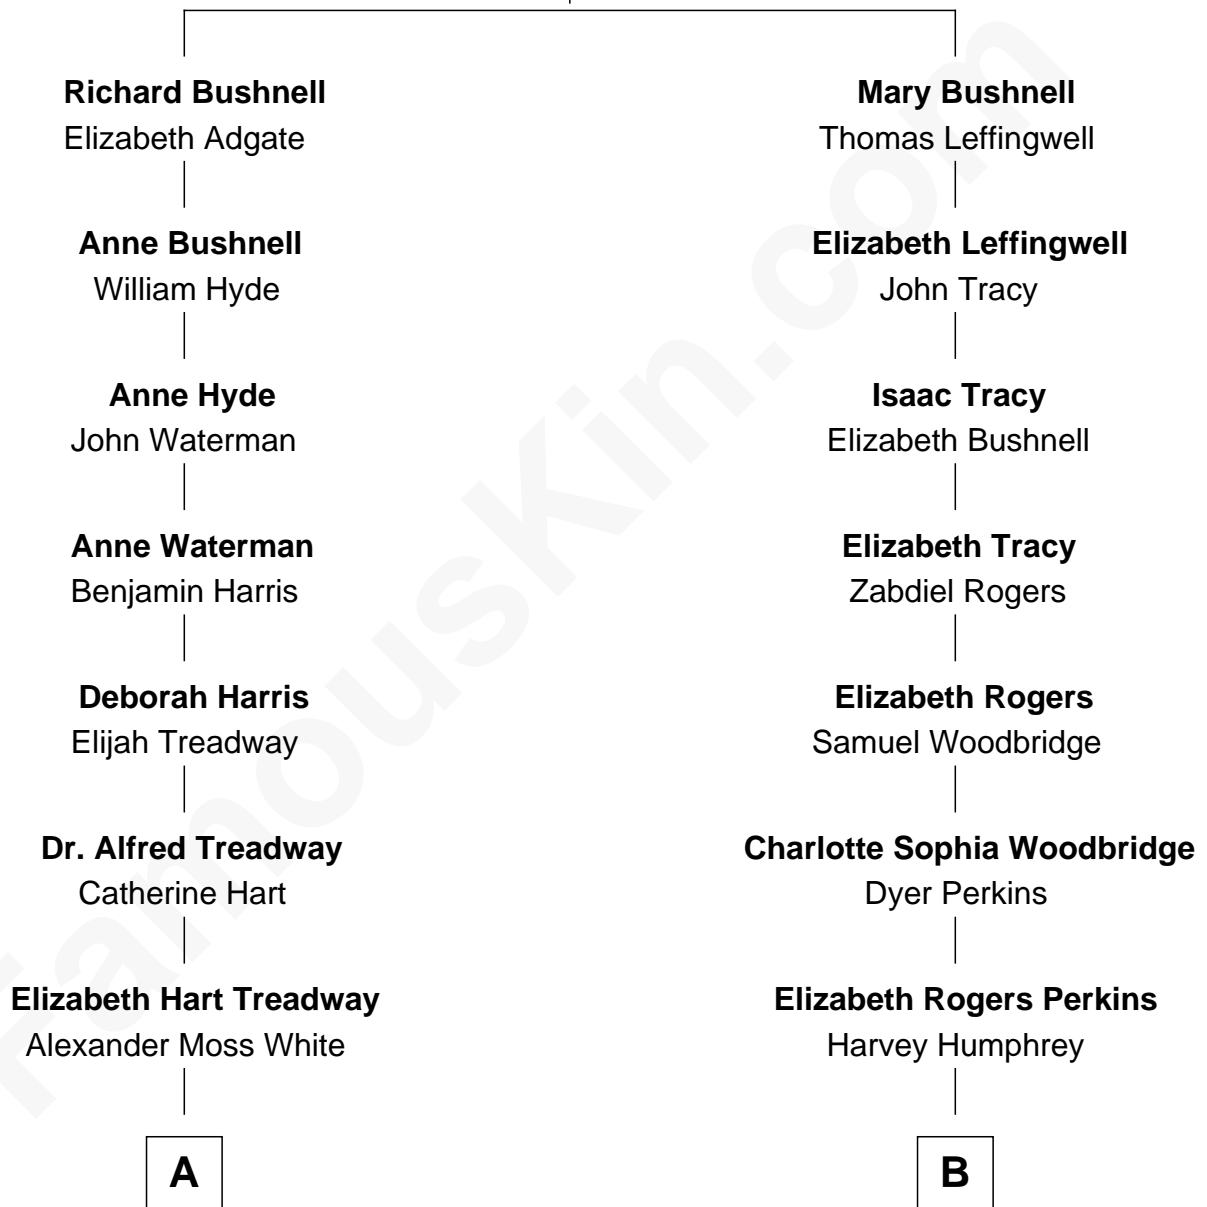 Richard Bushnell
Elizabeth Adgate
Anne Bushnell
William Hyde
Anne Hyde
John Waterman
Anne Waterman
Benjamin Harris
Deborah Harris
Elijah Treadway
Dr. Alfred Treadway
Catherine Hart
Elizabeth Hart Treadway
Alexander Moss White
A
Mary Bushnell
Thomas Leffingwell
Elizabeth Leffingwell
John Tracy
Isaac Tracy
Elizabeth Bushnell
Elizabeth Tracy
Zabdiel Rogers
Elizabeth Rogers
Samuel Woodbridge
Charlotte Sophia Woodbridge
Dyer Perkins
Elizabeth Rogers Perkins
Harvey Humphrey
B
FamousKin.com